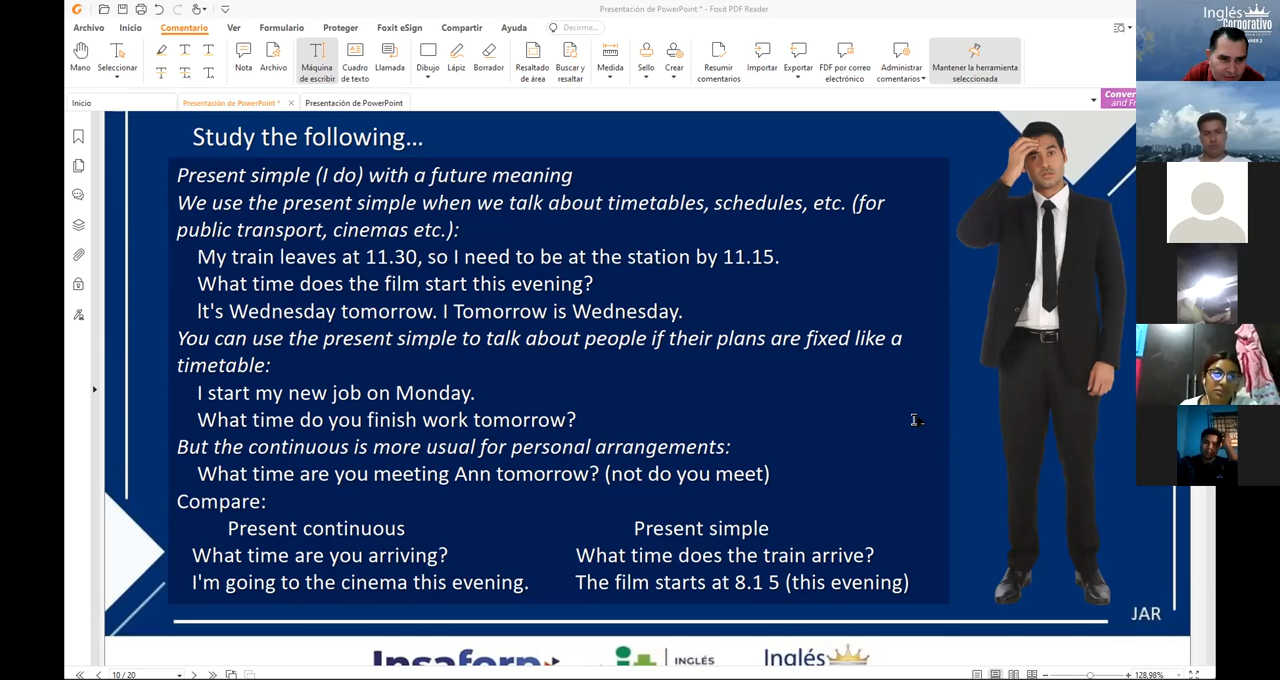 Presentación de PowerPoint * - Foxit PDF Reader
Archivo Inicio Comentario Ver Formulario Proteger Foxit eSign Compartir Ayuda Decirme...
Mano Seleccionar Nota Archivo Máquina de escribir Cuadro de texto Llamada Dibujo Lápiz Borrador Resaltado de área Buscar y resaltar Medida Sello Crear Resumir comentarios Importar Exportar PDF por correo electrónico Administrar comentarios Mantener la herramienta seleccionada
Inicio Presentación de PowerPoint * Presentación de PowerPoint
Conver
and Fr
Inglés
Corporativo
Study the following...
Present simple (I do) with a future meaning
We use the present simple when we talk about timetables, schedules, etc. (for
public transport, cinemas etc.):
My train leaves at 11.30, so I need to be at the station by 11.15.
What time does the film start this evening?
lt's Wednesday tomorrow. I Tomorrow is Wednesday.
You can use the present simple to talk about people if their plans are fixed like a
timetable:
I start my new job on Monday.
What time do you finish work tomorrow?
But the continuous is more usual for personal arrangements:
What time are you meeting Ann tomorrow? (not do you meet)
Compare:
Present continuous Present simple
What time are you arriving? What time does the train arrive?
I'm going to the cinema this evening. The film starts at 8.1 5 (this evening)
JAR
Insaforp INGLÉS Inglés
10 / 20 128,98%